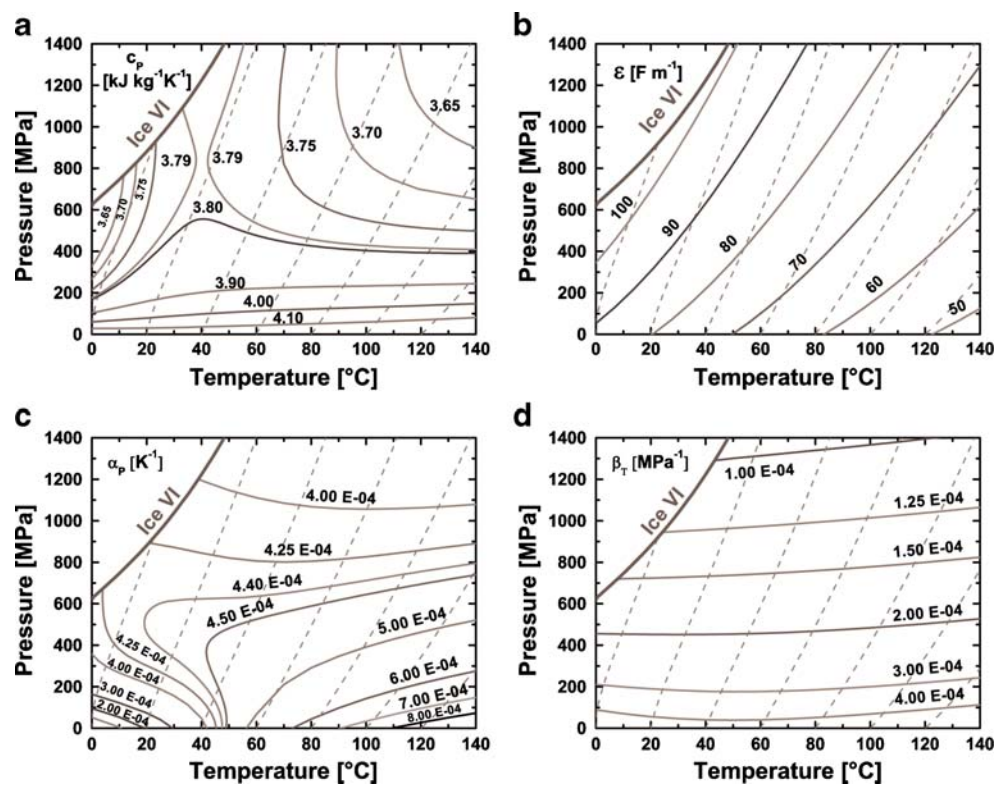 a
c_P
[kJ kg⁻¹K⁻¹]
Ice VI
3.65
3.70
3.75
3.79
3.79
3.75
3.70
3.65
3.80
3.90
4.00
4.10
Pressure [MPa]
1400
1200
1000
800
600
400
200
0
0 20 40 60 80 100 120 140
Temperature [°C]
b
ε [F m⁻¹]
Ice VI
100
90
80
70
60
50
Pressure [MPa]
1400
1200
1000
800
600
400
200
0
0 20 40 60 80 100 120 140
Temperature [°C]
c
α_P [K⁻¹]
Ice VI
4.00 E-04
4.25 E-04
4.40 E-04
4.50 E-04
4.25 E-04
4.00 E-04
3.00 E-04
2.00 E-04
5.00 E-04
6.00 E-04
7.00 E-04
8.00 E-04
Pressure [MPa]
1400
1200
1000
800
600
400
200
0
0 20 40 60 80 100 120 140
Temperature [°C]
d
β_T [MPa⁻¹]
Ice VI
1.00 E-04
1.25 E-04
1.50 E-04
2.00 E-04
3.00 E-04
4.00 E-04
Pressure [MPa]
1400
1200
1000
800
600
400
200
0
0 20 40 60 80 100 120 140
Temperature [°C]